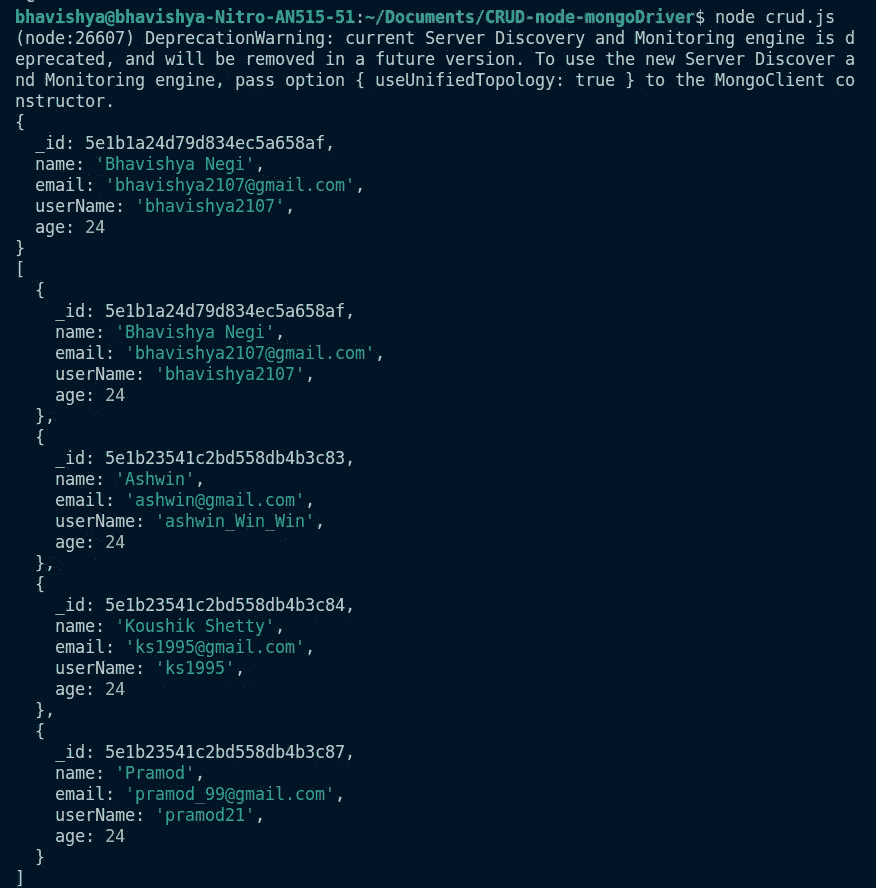 bhavishya@bhavishya-Nitro-AN515-51:~/Documents/CRUD-node-mongoDriver$ node crud.js
(node:26607) DeprecationWarning: current Server Discovery and Monitoring engine is d
eprecated, and will be removed in a future version. To use the new Server Discover a
nd Monitoring engine, pass option { useUnifiedTopology: true } to the MongoClient co
nstructor.
{
  _id: 5e1b1a24d79d834ec5a658af,
  name: 'Bhavishya Negi',
  email: 'bhavishya2107@gmail.com',
  userName: 'bhavishya2107',
  age: 24
}
[
  {
    _id: 5e1b1a24d79d834ec5a658af,
    name: 'Bhavishya Negi',
    email: 'bhavishya2107@gmail.com',
    userName: 'bhavishya2107',
    age: 24
  },
  {
    _id: 5e1b23541c2bd558db4b3c83,
    name: 'Ashwin',
    email: 'ashwin@gmail.com',
    userName: 'ashwin_Win_Win',
    age: 24
  },
  {
    _id: 5e1b23541c2bd558db4b3c84,
    name: 'Koushik Shetty',
    email: 'ks1995@gmail.com',
    userName: 'ks1995',
    age: 24
  },
  {
    _id: 5e1b23541c2bd558db4b3c87,
    name: 'Pramod',
    email: 'pramod_99@gmail.com',
    userName: 'pramod21',
    age: 24
  }
]